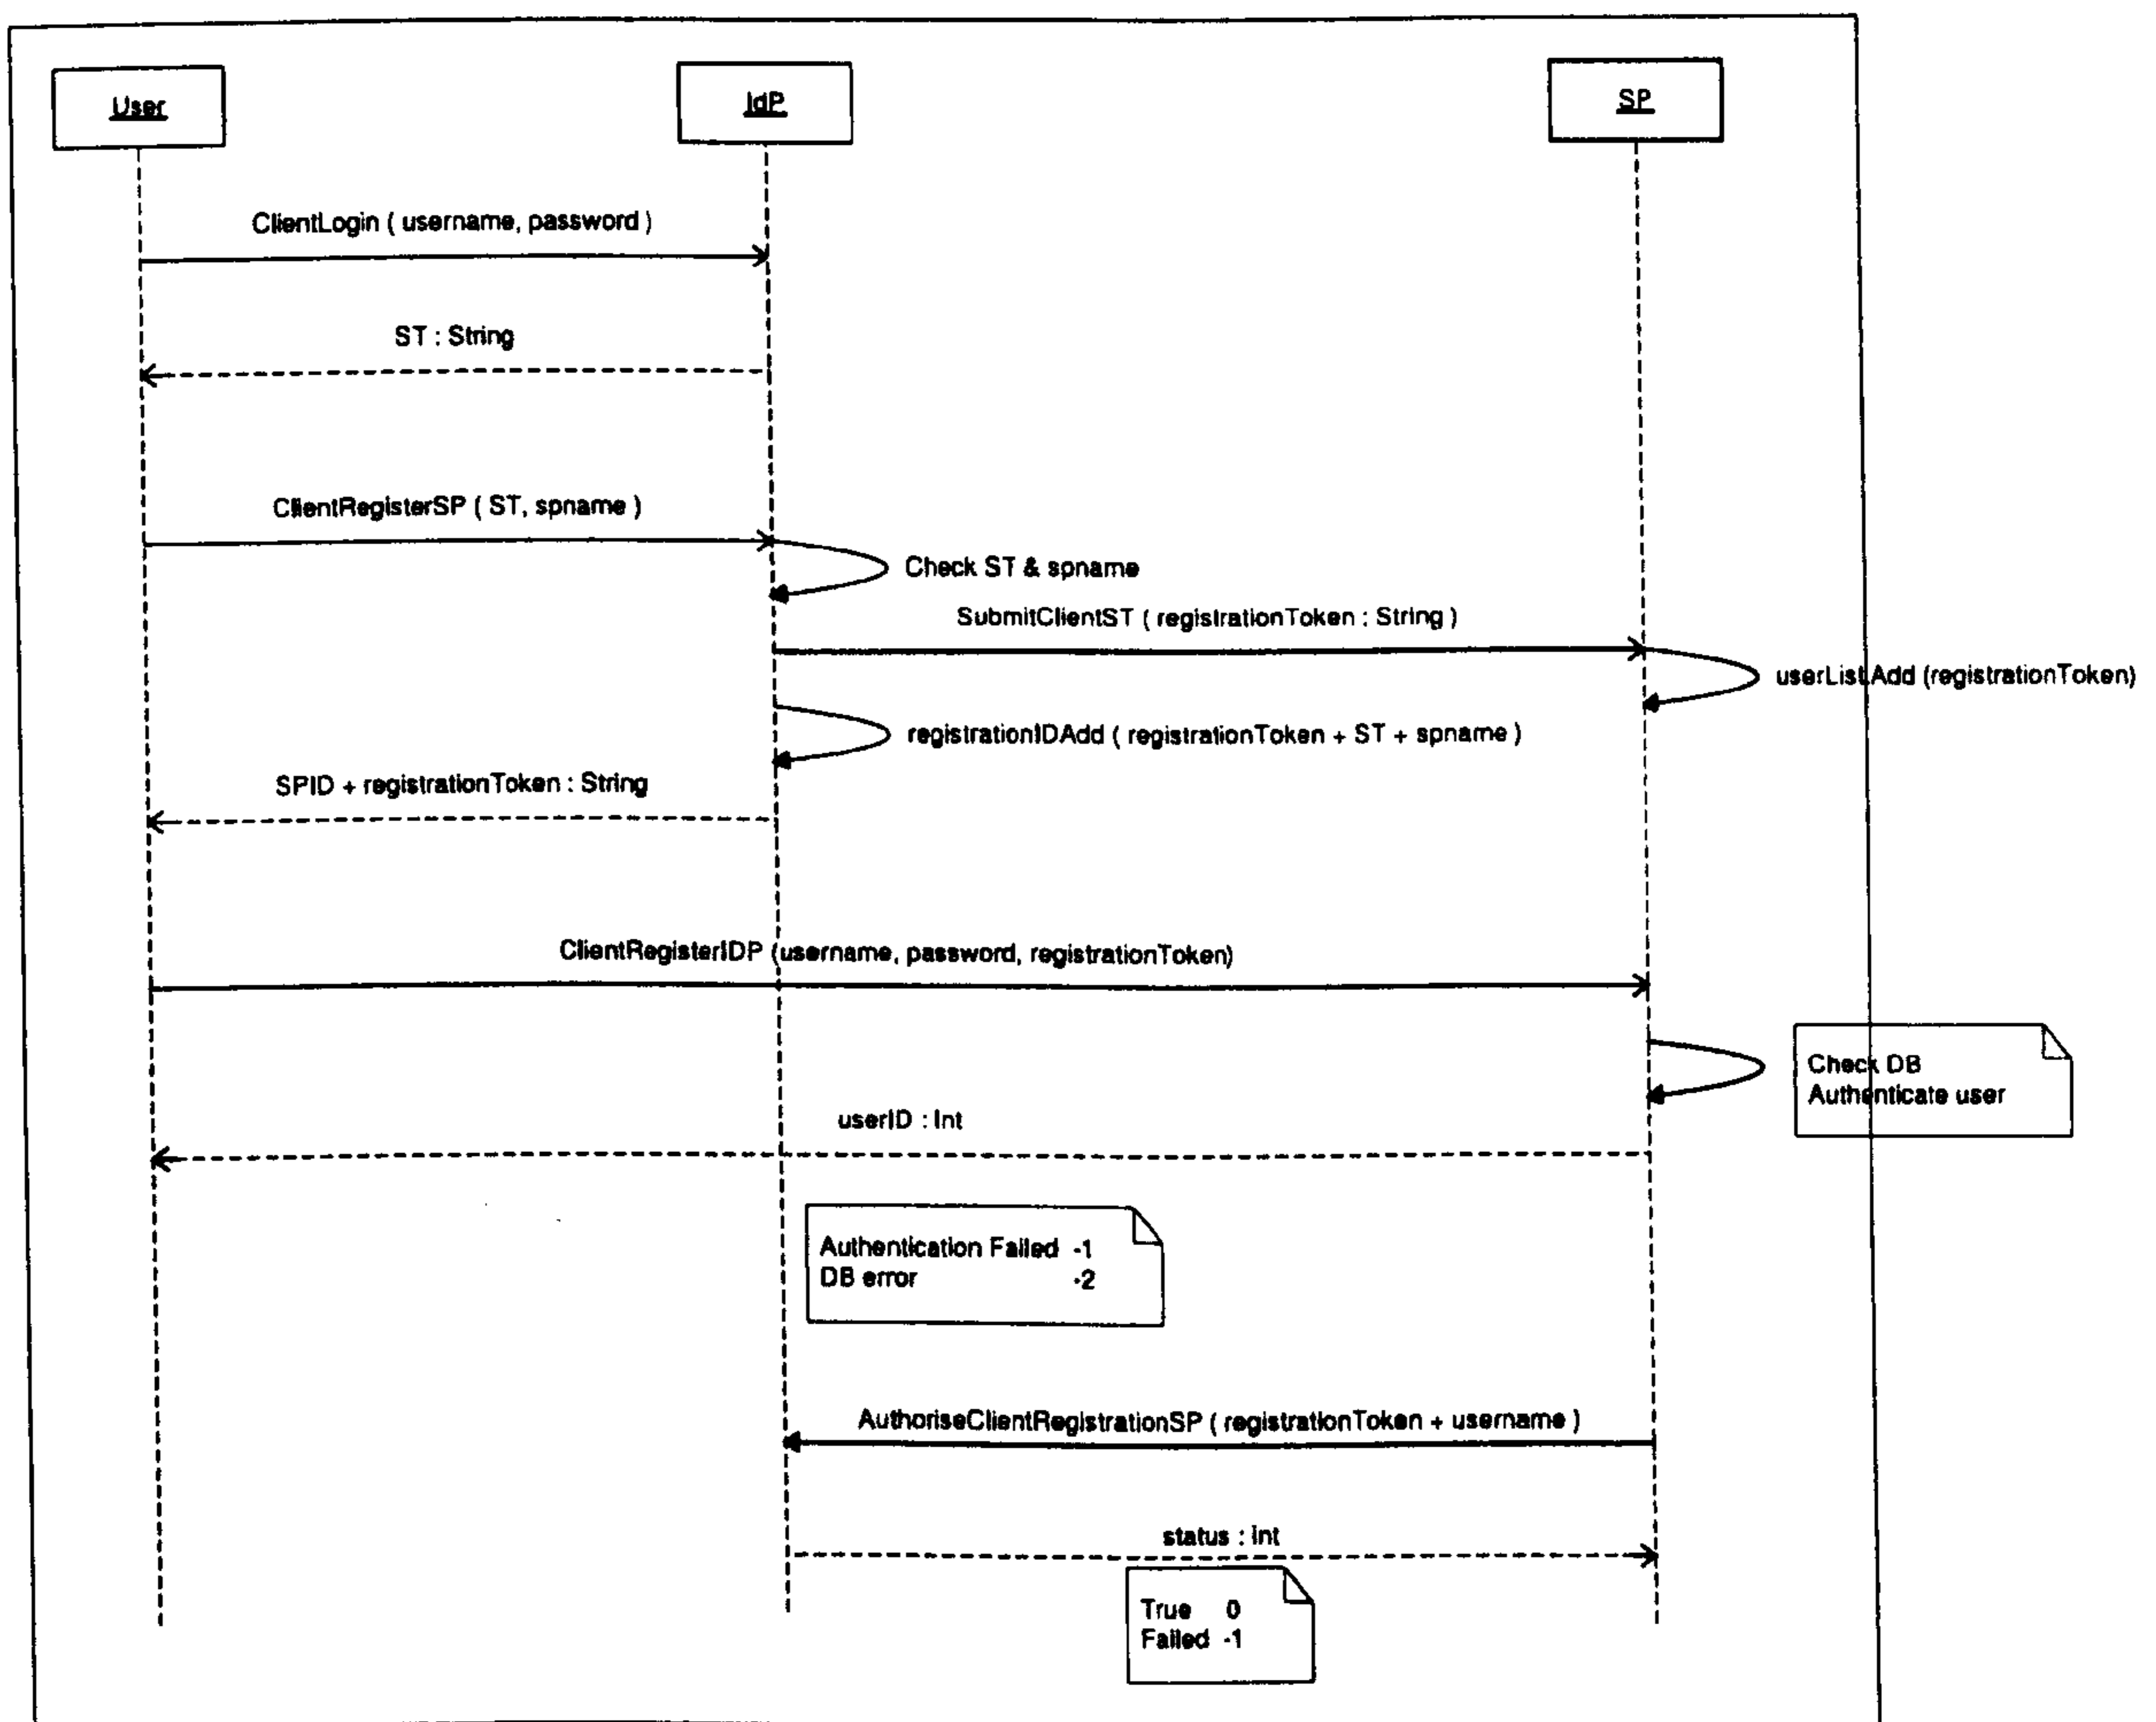 User
IdP
SP
ClientLogin ( username, password )
ST : String
ClientRegisterSP ( ST, spname )
Check ST & spname
SubmitClientST ( registrationToken : String )
userListAdd (registrationToken)
registrationIDAdd ( registrationToken + ST + spname )
SPID + registrationToken : String
ClientRegisterIDP (username, password, registrationToken)
Check DB
Authenticate user
userID : Int
Authentication Failed -1
DB error -2
AuthoriseClientRegistrationSP ( registrationToken + username )
status : Int
True 0
Failed -1